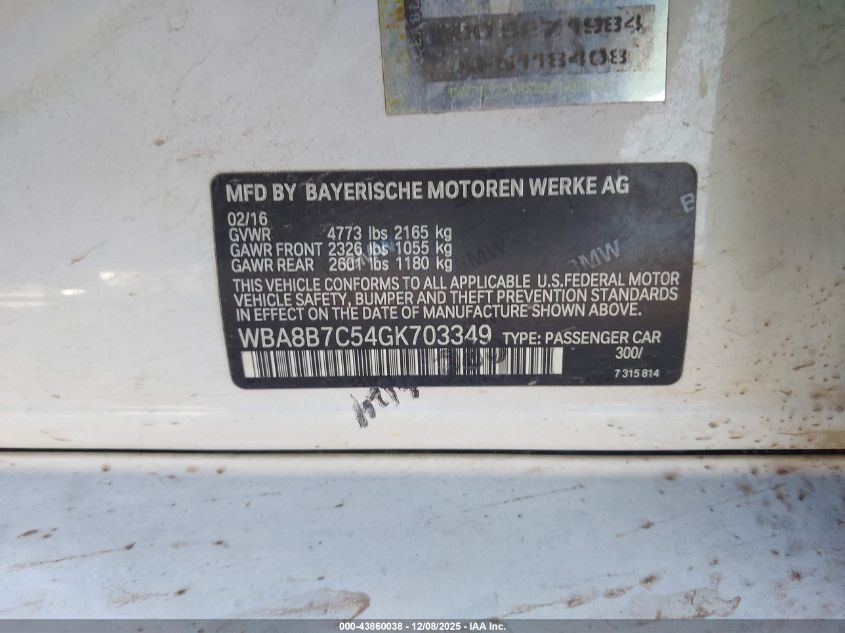 MFD BY BAYERISCHE MOTOREN WERKE AG
02/16
GVWR 4773 lbs 2165 kg
GAWR FRONT 2326 lbs 1055 kg
GAWR REAR 2601 lbs 1180 kg
THIS VEHICLE CONFORMS TO ALL APPLICABLE U.S.FEDERAL MOTOR
VEHICLE SAFETY, BUMPER AND THEFT PREVENTION STANDARDS
IN EFFECT ON THE DATE OF MANUFACTURE SHOWN ABOVE.
WBA8B7C54GK703349 TYPE: PASSENGER CAR
300/
7 315 814
000-43860038 - 12/08/2025 - IAA Inc.